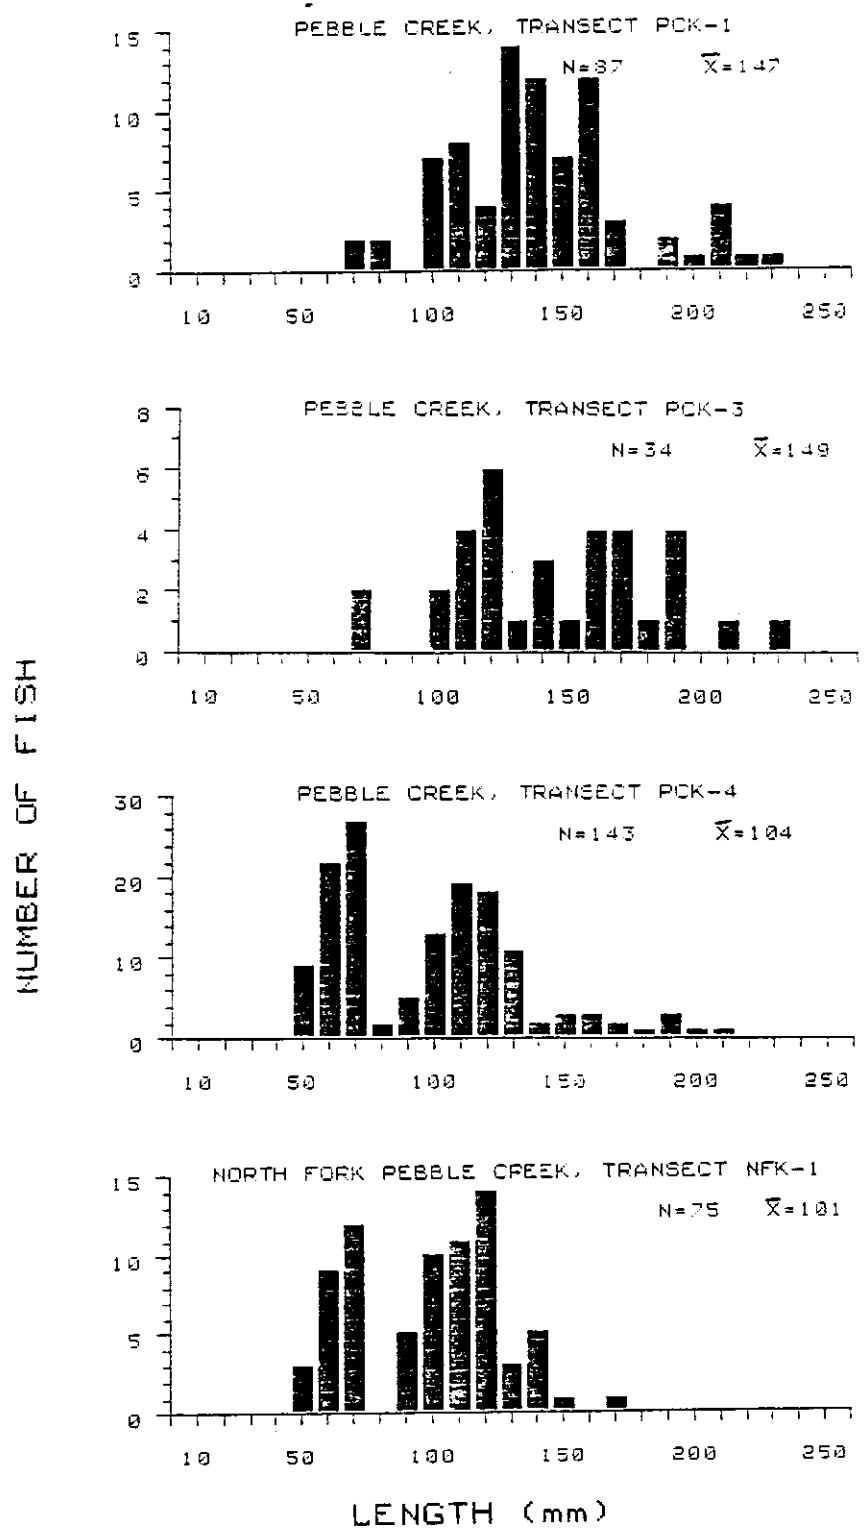 PEBBLE CREEK, TRANSECT PCK-1
N=87 X̅=147
15
10
5
0
10 50 100 150 200 250
PEBBLE CREEK, TRANSECT PCK-3
N=34 X̅=149
8
6
4
2
0
10 50 100 150 200 250
PEBBLE CREEK, TRANSECT PCK-4
N=143 X̅=104
30
20
10
0
10 50 100 150 200 250
NORTH FORK PEBBLE CREEK, TRANSECT NFK-1
N=75 X̅=101
15
10
5
0
10 50 100 150 200 250
NUMBER OF FISH
LENGTH (mm)